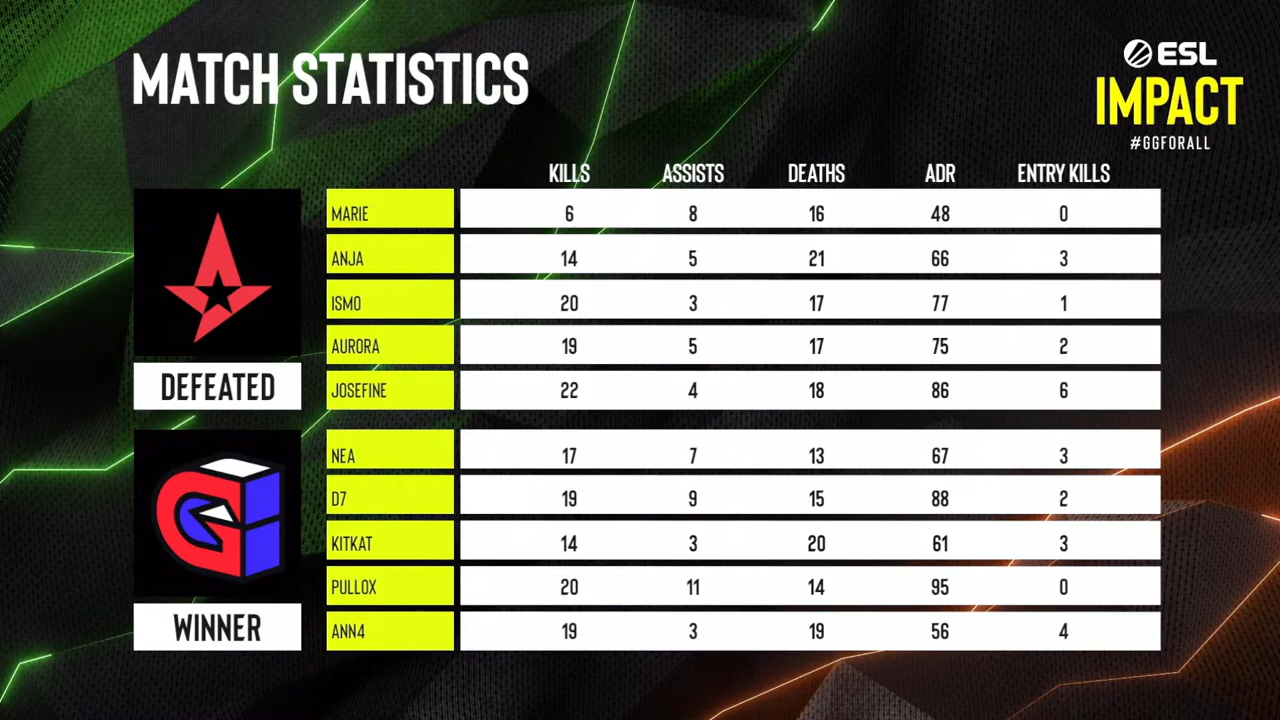 MATCH STATISTICS
ESL
IMPACT
#GGFORALL
KILLS ASSISTS DEATHS ADR ENTRY KILLS
MARIE 6 8 16 48 0
ANJA 14 5 21 66 3
ISMO 20 3 17 77 1
AURORA 19 5 17 75 2
JOSEFINE 22 4 18 86 6
DEFEATED
NEA 17 7 13 67 3
D7 19 9 15 88 2
KITKAT 14 3 20 61 3
PULLOX 20 11 14 95 0
ANN4 19 3 19 56 4
WINNER